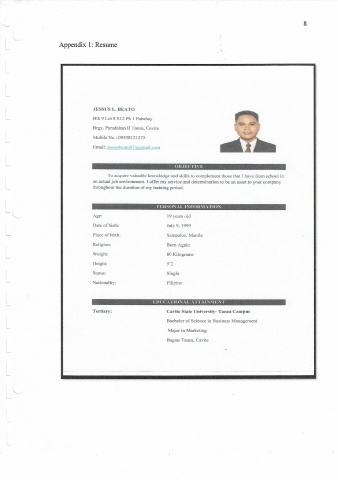 8
Appendix 1: Resume
JESSUS L. BEATO
Blk 9 Lot 8 S12 Ph 1 Pabahay
Brgy. Paradahan II Tanza, Cavite
Mobile No.:
Email:
OBJECTIVE
To acquire valuable knowledge and skills to complement those that I have from school in
an actual job environment. I offer my service and determination to be an asset to your company
throughout the duration of my training period.
PERSONAL INFORMATION
Age: 19 years old
Date of birth: July 9, 1999
Place of birth: Sampaloc, Manila
Religion: Born Again
Weight: 80 Kilograms
Height: 5'2
Status: Single
Nationality: Filipino
EDUCATIONAL ATTAINMENT
Tertiary: Cavite State University- Tanza Campus
Bachelor of Science in Business Management
Major in Marketing
Bagtas Tanza, Cavite